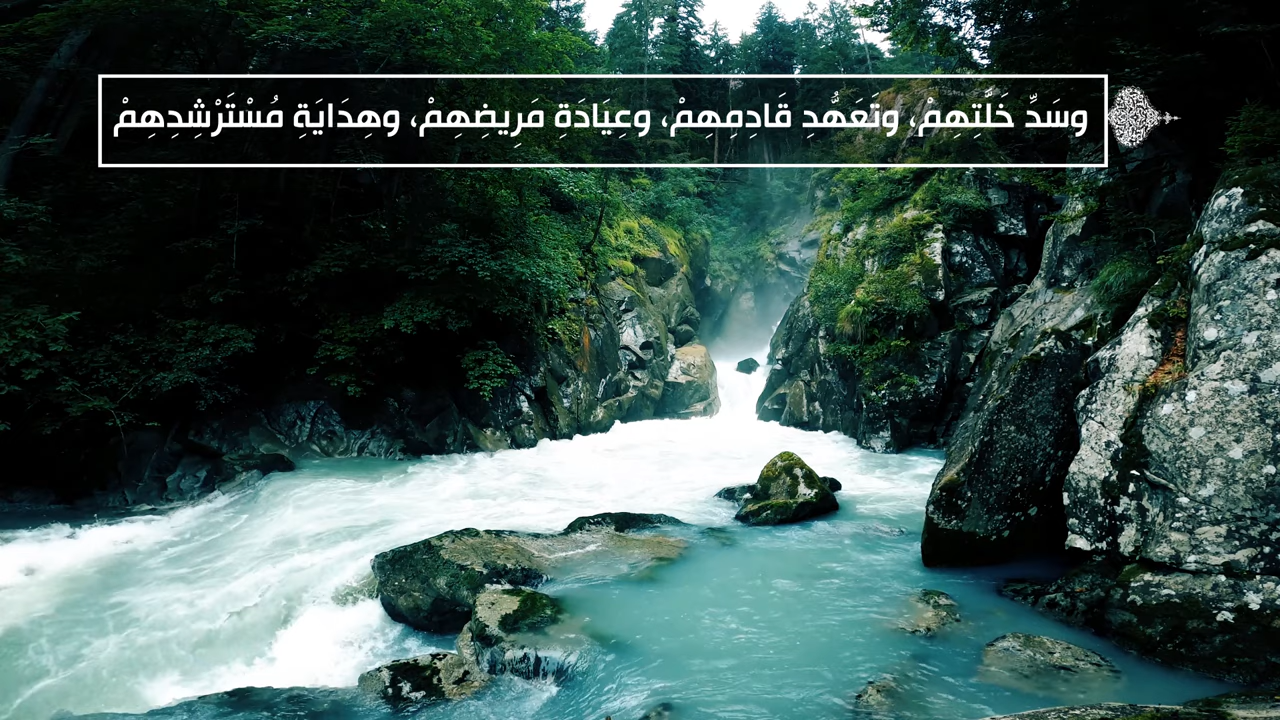 وسَدِّ خَلَّتِهِمْ، وتَعَهُّدِ قَادِمِهِمْ، وعِيَادَةِ مَرِيضِهِمْ، وهِدَايَةِ مُسْتَرْشِدِهِمْ